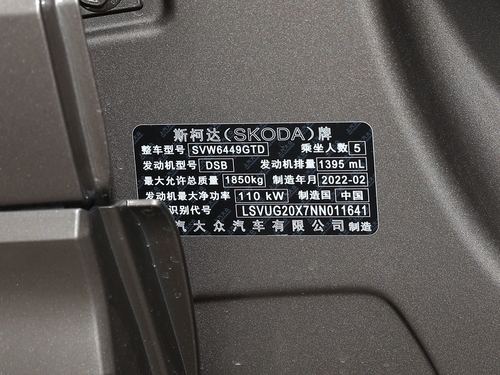 斯柯达(SKODA)牌
整车型号 SVW6449GTD 乘坐人数 5
发动机型号 DSB 发动机排量 1395 mL
最大允许总质量 1850kg 制造年月 2022-02
发动机最大净功率 110 kW 制造国 中国
识别代号 LSVUG20X7NN011641
汽大众汽车有限公司 制造